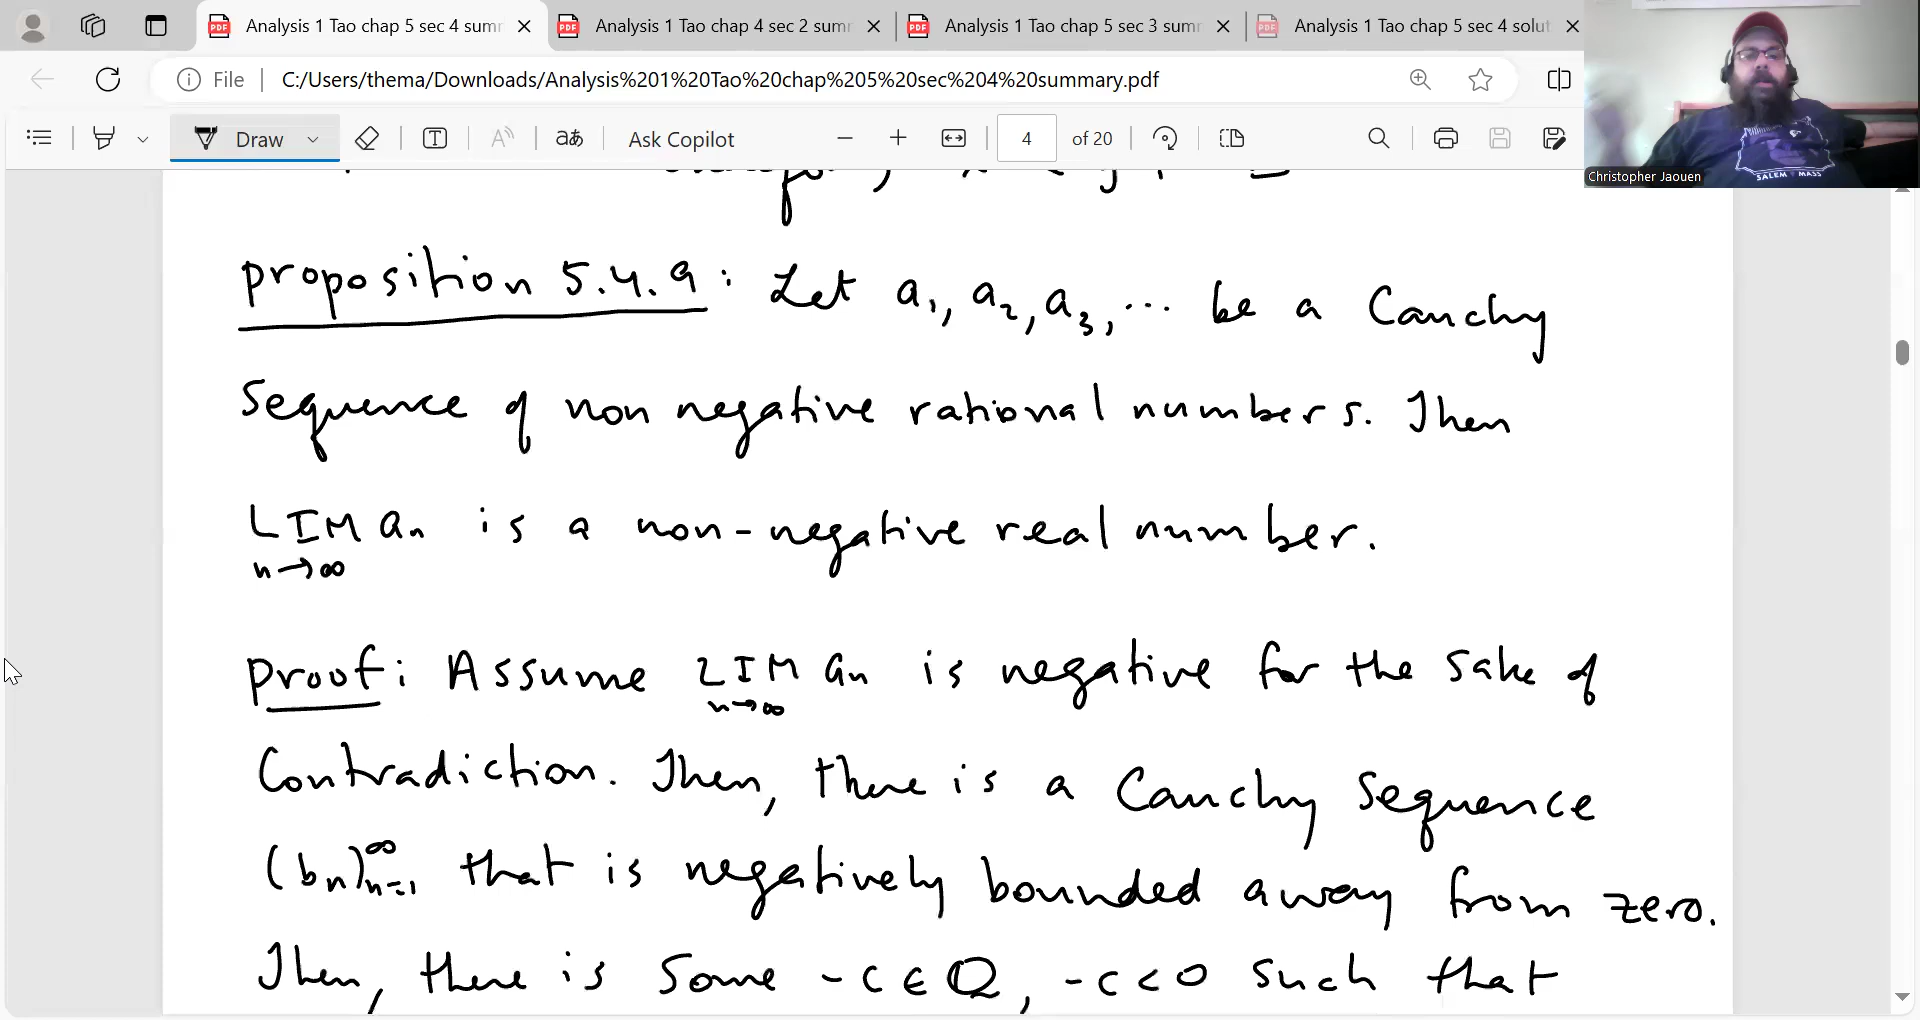 Analysis 1 Tao chap 5 sec 4 sumr
Analysis 1 Tao chap 4 sec 2 sumr
Analysis 1 Tao chap 5 sec 3 sumr
Analysis 1 Tao chap 5 sec 4 solut
File
C:/Users/thema/Downloads/Analysis%201%20Tao%20chap%205%20sec%204%20summary.pdf
Draw
Ask Copilot
4 of 20
Christopher Jaouen
SALEM MASS
proposition 5.4.9: Let a₁, a₂, a₃, ... be a Cauchy
Sequence of non negative rational numbers. Then
LIM aₙ is a non-negative real number.
n→∞
proof: Assume LIM aₙ is negative for the sake of
n→∞
Contradiction. Then, there is a Cauchy Sequence
(bₙ)∞n=1 that is negatively bounded away from zero.
Then, there is some -c ∈ Q, -c<0 such that